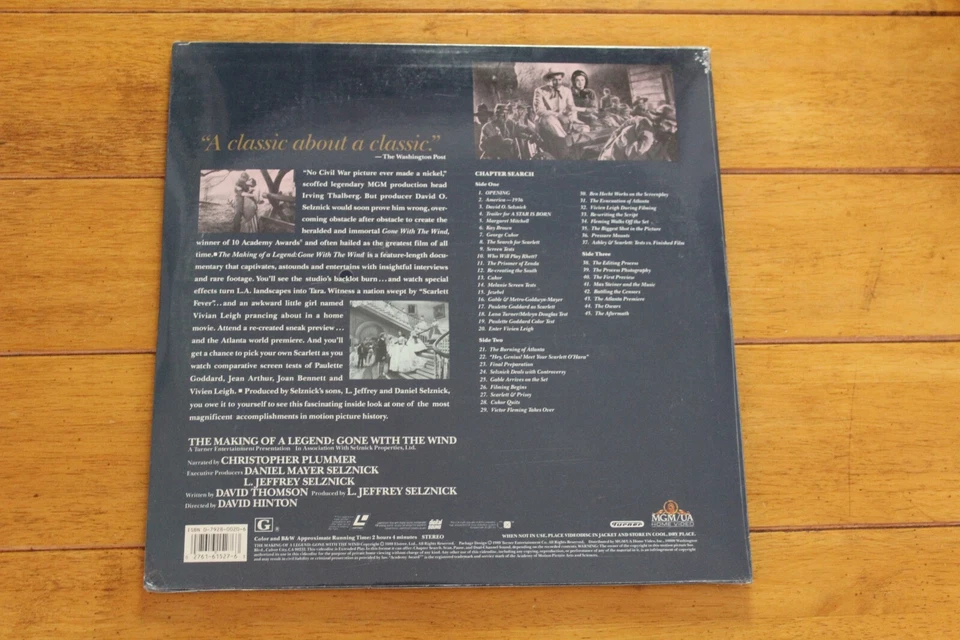 "A classic about a classic."
—The Washington Post
"No Civil War picture ever made a nickel,"
scoffed legendary MGM production head
Irving Thalberg. But producer David O.
Selznick would soon prove him wrong, over-
coming obstacle after obstacle to create the
heralded and immortal Gone With The Wind,
winner of 10 Academy Awards® and often hailed as the greatest film of all
time. ■ The Making of a Legend: Gone With The Wind is a feature-length docu-
mentary that captivates, astounds and entertains with insightful interviews
and rare footage. You'll see the studio's backlot burn...and watch special
effects turn L.A. landscapes into Tara. Witness a nation swept by "Scarlett
Fever"...and an awkward little girl named
Vivian Leigh prancing about in a home
movie. Attend a re-created sneak preview...
and the Atlanta world premiere. And you'll
get a chance to pick your own Scarlett as you
watch comparative screen tests of Paulette
Goddard, Jean Arthur, Joan Bennett and
Vivien Leigh. ■ Produced by Selznick's sons, L. Jeffrey and Daniel Selznick,
you owe it to yourself to see this fascinating inside look at one of the most
magnificent accomplishments in motion picture history.
THE MAKING OF A LEGEND: GONE WITH THE WIND
A Turner Entertainment Presentation In Association With Selznick Properties, Ltd.
Narrated by CHRISTOPHER PLUMMER
Executive Producers DANIEL MAYER SELZNICK
L. JEFFREY SELZNICK
Written by DAVID THOMSON Produced by L. JEFFREY SELZNICK
Directed by DAVID HINTON
CHAPTER SEARCH
Side One
1. OPENING
2. America—1936
3. David O. Selznick
4. Trailer for A STAR IS BORN
5. Margaret Mitchell
6. Kay Brown
7. George Cukor
8. The Search for Scarlett
9. Screen Tests
10. Who Will Play Rhett?
11. The Prisoner of Zenda
12. Re-creating the South
13. Cukor
14. Melanie Screen Tests
15. Jezebel
16. Gable & Metro-Goldwyn-Mayer
17. Paulette Goddard as Scarlett
18. Lana Turner/Melvyn Douglas Test
19. Paulette Goddard Color Test
20. Enter Vivien Leigh
Side Two
21. The Burning of Atlanta
22. "Hey, Genius! Meet Your Scarlett O'Hara"
23. Final Preparation
24. Selznick Deals with Controversy
25. Gable Arrives on the Set
26. Filming Begins
27. Scarlett & Prissy
28. Cukor Quits
29. Victor Fleming Takes Over
30. Ben Hecht Works on the Screenplay
31. The Evacuation of Atlanta
32. Vivien Leigh During Filming
33. Re-writing the Script
34. Fleming Walks Off the Set
35. The Biggest Shot in the Picture
36. Pressure Mounts
37. Ashley & Scarlett: Tests vs. Finished Film
Side Three
38. The Editing Process
39. The Process Photography
40. The First Preview
41. Max Steiner and the Music
42. Battling the Censors
43. The Atlanta Premiere
44. The Oscars
45. The Aftermath
ISBN 0-7928-0020-6
G
Turner
MGM/UA
HOME VIDEO
Color and B&W Approximate Running Time: 2 hours 4 minutes STEREO
WHEN NOT IN USE, PLACE VIDEODISC IN JACKET AND STORE IN COOL, DRY PLACE.